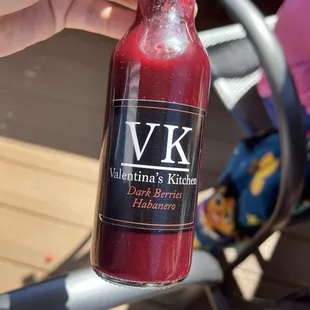 VK
Valentina's Kitchen
Dark Berries
Habanero